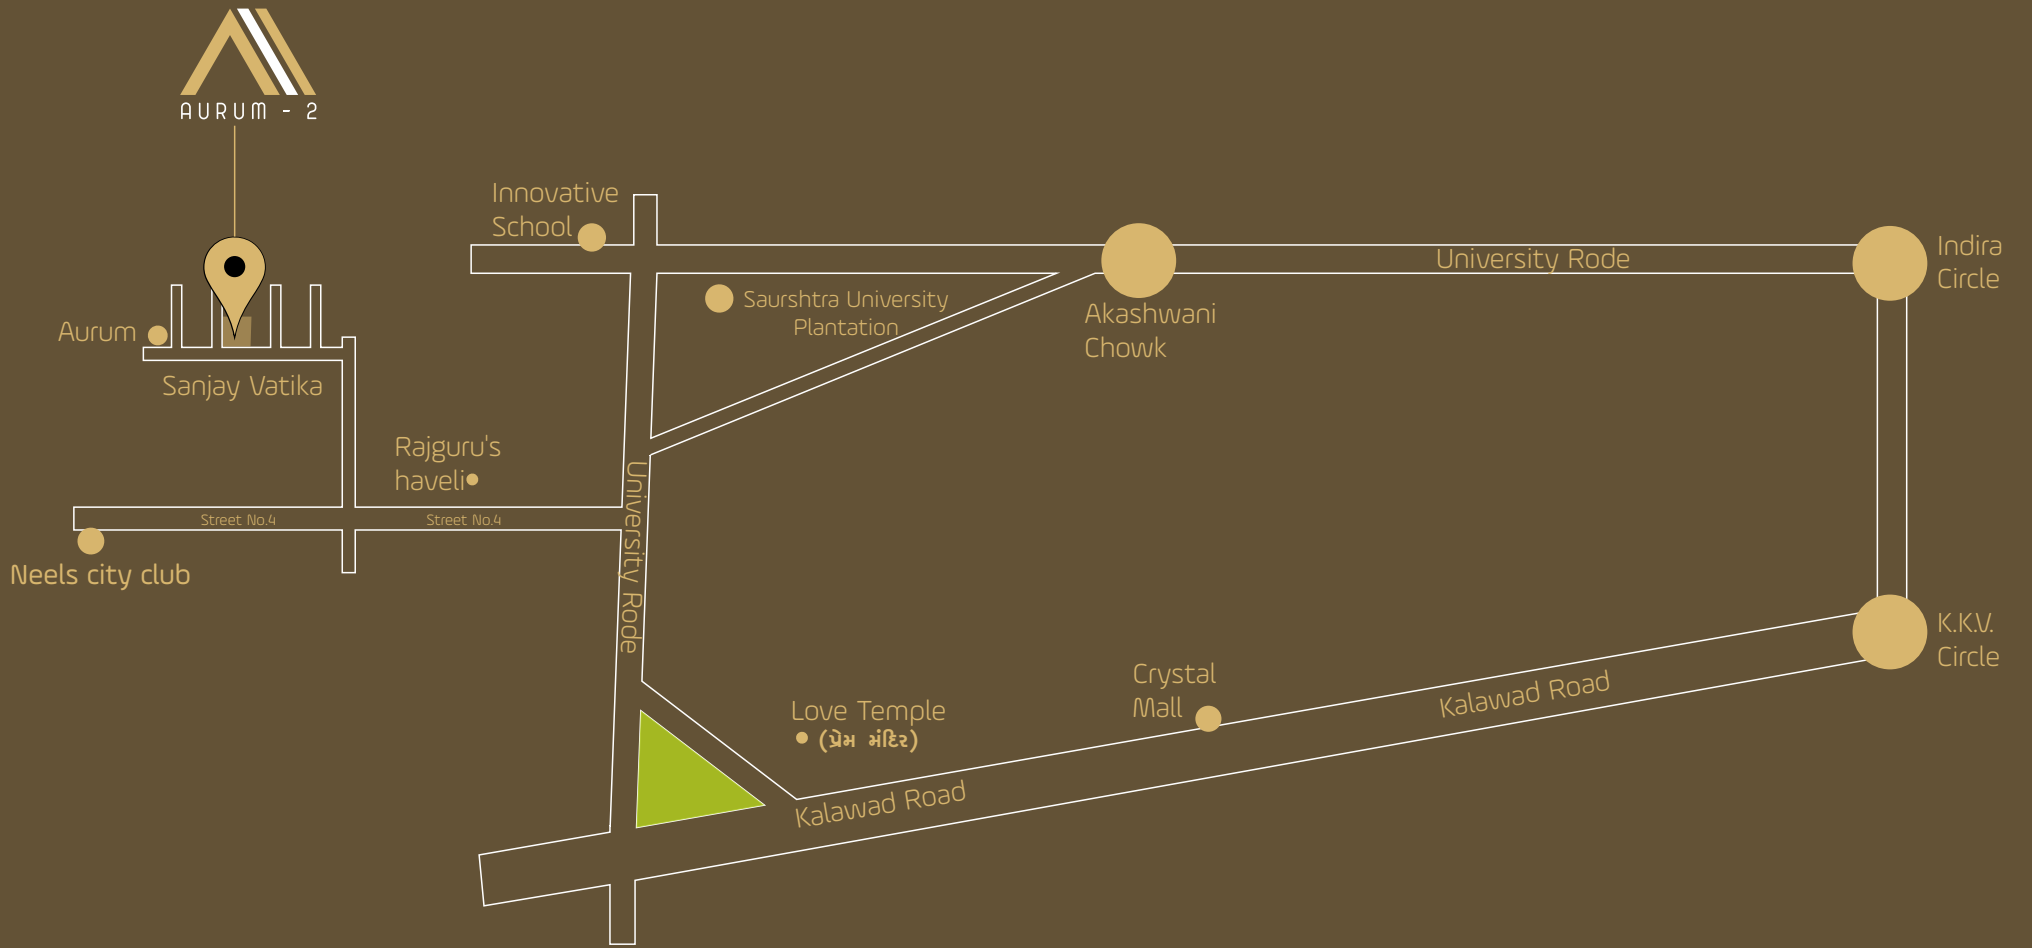 AURUM - 2
Innovative
School
University Rode
Indira
Circle
Saurshtra University
Plantation
Akashwani
Chowk
Aurum
Sanjay Vatika
Rajguru's
haveli
Street No.4
Street No.4
University Rode
Neels city club
K.K.V.
Circle
Crystal
Mall
Kalawad Road
Love Temple
(પ્રેમ મંદિર)
Kalawad Road